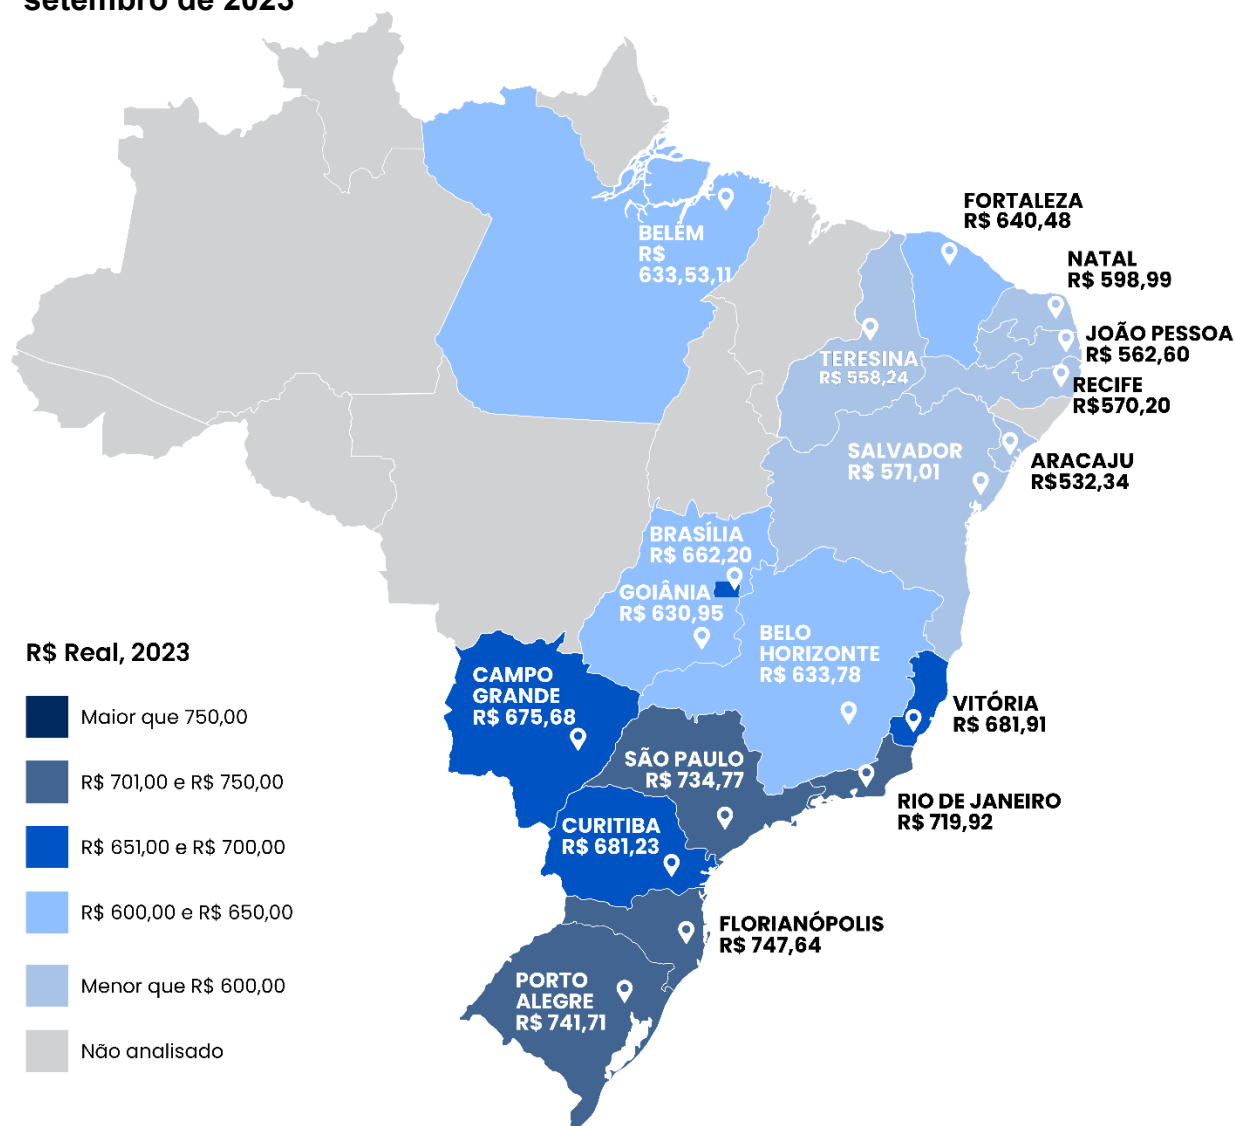 setembro de 2023
FORTALEZA
R$ 640,48
BELÉM
R$
633,53,11
NATAL
R$ 598,99
JOÃO PESSOA
R$ 562,60
TERESINA
R$ 558,24
RECIFE
R$570,20
SALVADOR
R$ 571,01
ARACAJU
R$532,34
BRASÍLIA
R$ 662,20
GOIÂNIA
R$ 630,95
BELO
HORIZONTE
R$ 633,78
R$ Real, 2023
Maior que 750,00
R$ 701,00 e R$ 750,00
R$ 651,00 e R$ 700,00
R$ 600,00 e R$ 650,00
Menor que R$ 600,00
Não analisado
CAMPO
GRANDE
R$ 675,68
VITÓRIA
R$ 681,91
SÃO PAULO
R$ 734,77
RIO DE JANEIRO
R$ 719,92
CURITIBA
R$ 681,23
FLORIANÓPOLIS
R$ 747,64
PORTO
ALEGRE
R$ 741,71